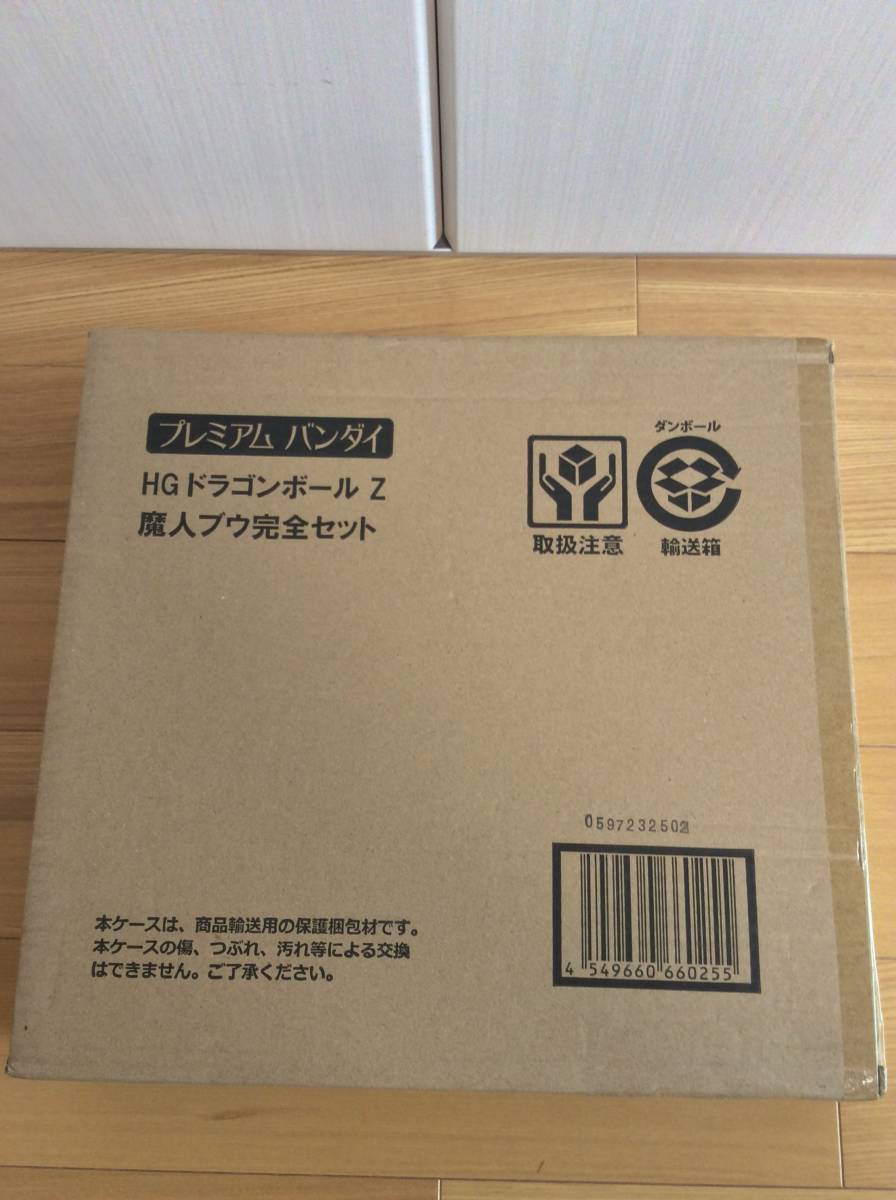 プレミアム バンダイ
HG ドラゴンボール Z
魔人ブウ完全セット
取扱注意
ダンボール
輸送箱
0597232502
4 549660 660255
本ケースは、商品輸送用の保護梱包材です。
本ケースの傷、つぶれ、汚れ等による交換
はできません。ご了承ください。